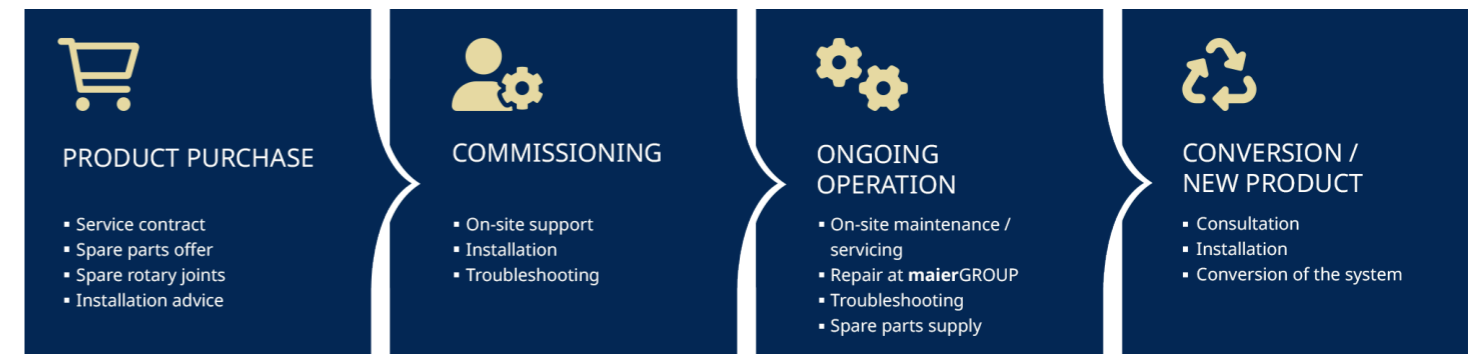 PRODUCT PURCHASE
▪ Service contract
▪ Spare parts offer
▪ Spare rotary joints
▪ Installation advice
COMMISSIONING
▪ On-site support
▪ Installation
▪ Troubleshooting
ONGOING
OPERATION
▪ On-site maintenance /
servicing
▪ Repair at maierGROUP
▪ Troubleshooting
▪ Spare parts supply
CONVERSION /
NEW PRODUCT
▪ Consultation
▪ Installation
▪ Conversion of the system